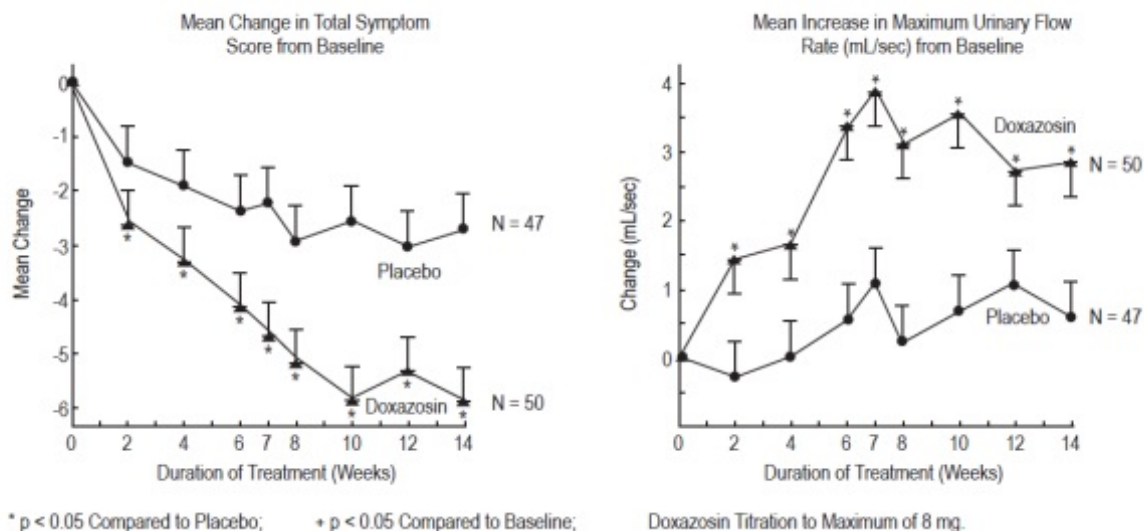 Mean Change in Total Symptom
Score from Baseline
0
-1
-2
-3
-4
-5
-6
Mean Change
*
*
*
*
*
*
*
*
N = 47
Placebo
Doxazosin
N = 50
0 2 4 6 7 8 10 12 14
Duration of Treatment (Weeks)
Mean Increase in Maximum Urinary Flow
Rate (mL/sec) from Baseline
4
3
2
1
0
Change (mL/sec)
*
*
*
*
*
*
*
*
Doxazosin
N = 50
Placebo
N = 47
0 2 4 6 7 8 10 12 14
Duration of Treatment (Weeks)
* p < 0.05 Compared to Placebo; + p < 0.05 Compared to Baseline; Doxazosin Titration to Maximum of 8 mg.